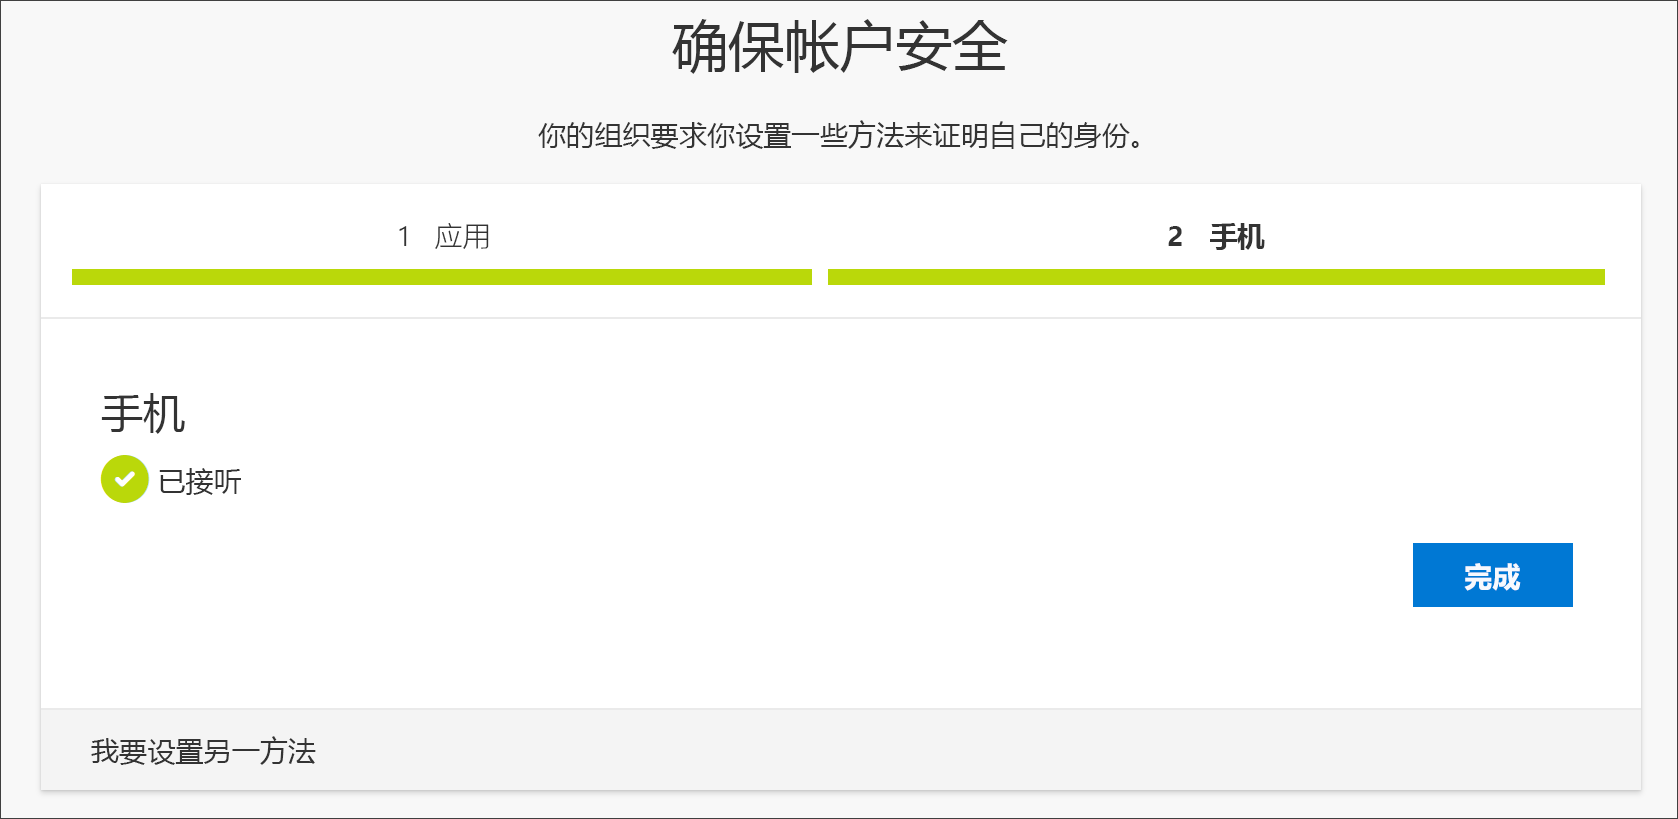 确保帐户安全
你的组织要求你设置一些方法来证明自己的身份。
1 应用
2 手机
手机
已接听
完成
我要设置另一方法